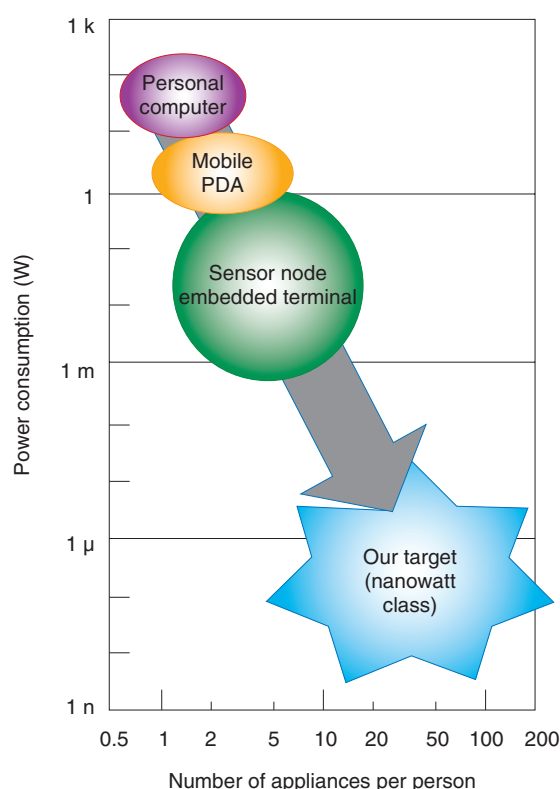 1 k
Personal
computer
Mobile
PDA
1
Sensor node
embedded terminal
Power consumption (W)
1 m
1 µ
Our target
(nanowatt
class)
1 n
0.5 1 2 5 10 20 50 100 200
Number of appliances per person